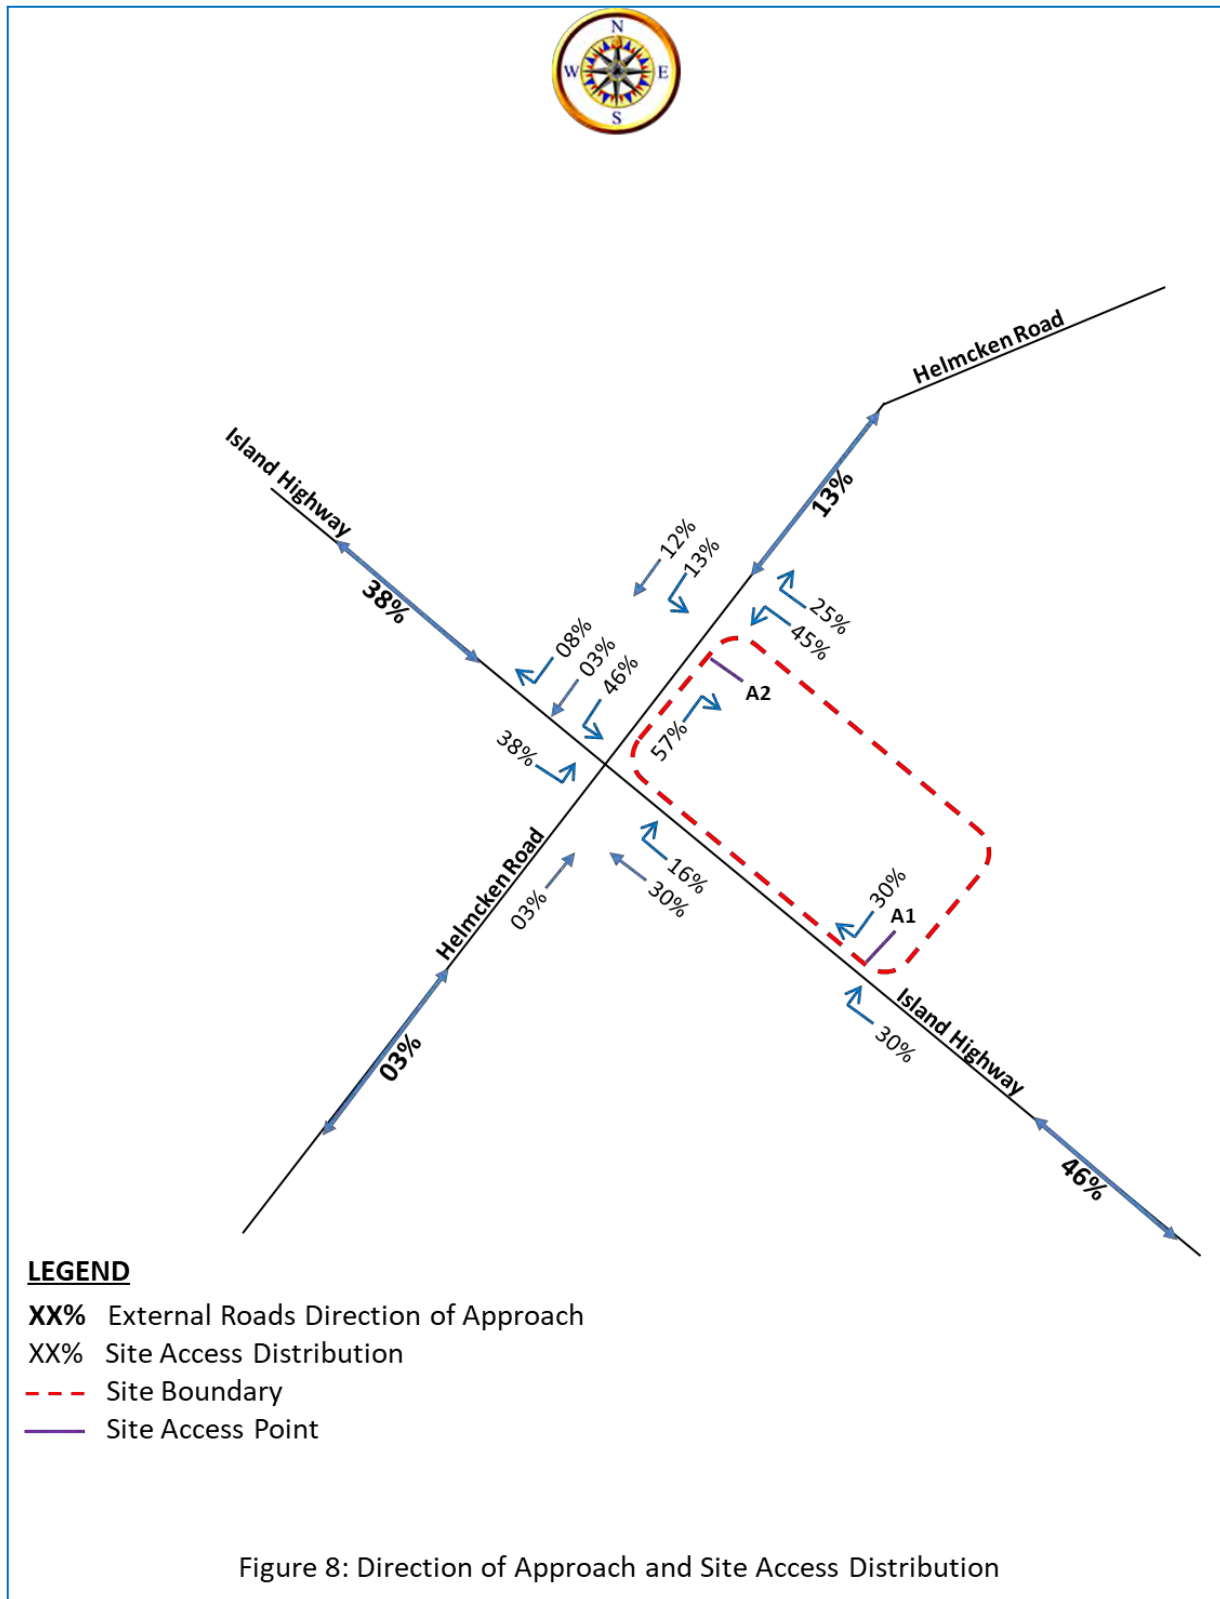 N
W E
S
Helmcken Road
Island Highway
13%
12%
13%
38%
25%
45%
08%
03%
46%
A2
57%
38%
Helmcken Road
16%
30%
03%
30%
A1
Island Highway
30%
03%
46%
LEGEND
XX% External Roads Direction of Approach
XX% Site Access Distribution
Site Boundary
Site Access Point
Figure 8: Direction of Approach and Site Access Distribution